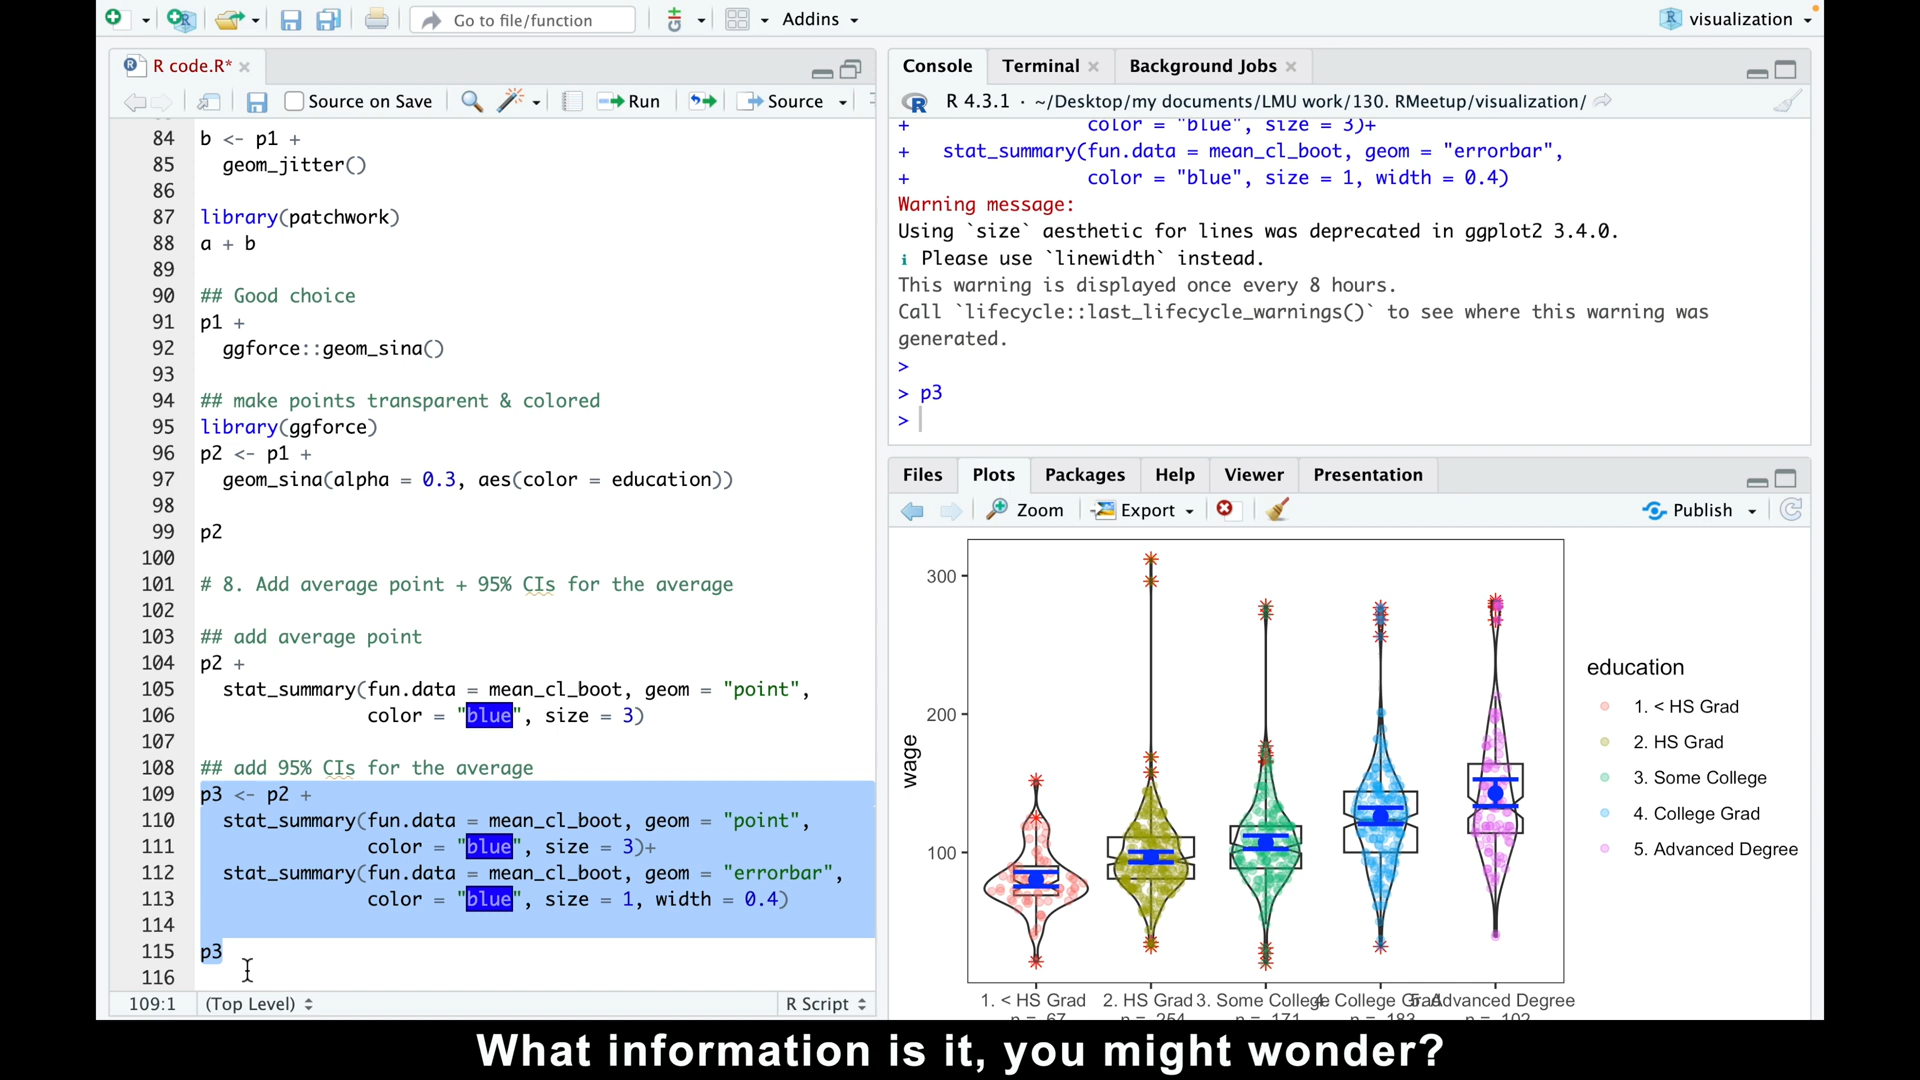 Go to file/function
Addins
visualization
R code.R*
Source on Save
Run
Source
84 b <- p1 +
85 geom_jitter()
86
87 library(patchwork)
88 a + b
89
90 ## Good choice
91 p1 +
92 ggforce::geom_sina()
93
94 ## make points transparent & colored
95 library(ggforce)
96 p2 <- p1 +
97 geom_sina(alpha = 0.3, aes(color = education))
98
99 p2
100
101 # 8. Add average point + 95% CIs for the average
102
103 ## add average point
104 p2 +
105 stat_summary(fun.data = mean_cl_boot, geom = "point",
106 color = "blue", size = 3)
107
108 ## add 95% CIs for the average
109 p3 <- p2 +
110 stat_summary(fun.data = mean_cl_boot, geom = "point",
111 color = "blue", size = 3)+
112 stat_summary(fun.data = mean_cl_boot, geom = "errorbar",
113 color = "blue", size = 1, width = 0.4)
114
115 p3
116
109:1 (Top Level) R Script
Console Terminal Background Jobs
R 4.3.1 · ~/Desktop/my documents/LMU work/130. RMeetup/visualization/
+ color = "blue", size = 3)+
+ stat_summary(fun.data = mean_cl_boot, geom = "errorbar",
+ color = "blue", size = 1, width = 0.4)
Warning message:
Using `size` aesthetic for lines was deprecated in ggplot2 3.4.0.
i Please use `linewidth` instead.
This warning is displayed once every 8 hours.
Call `lifecycle::last_lifecycle_warnings()` to see where this warning was
generated.
>
> p3
>
Files Plots Packages Help Viewer Presentation
Zoom Export Publish
300
200
100
wage
education
1. < HS Grad
2. HS Grad
3. Some College
4. College Grad
5. Advanced Degree
1. < HS Grad 2. HS Grad 3. Some College 4. College Grad 5. Advanced Degree
n = 67 n = 254 n = 171 n = 183 n = 102
What information is it, you might wonder?